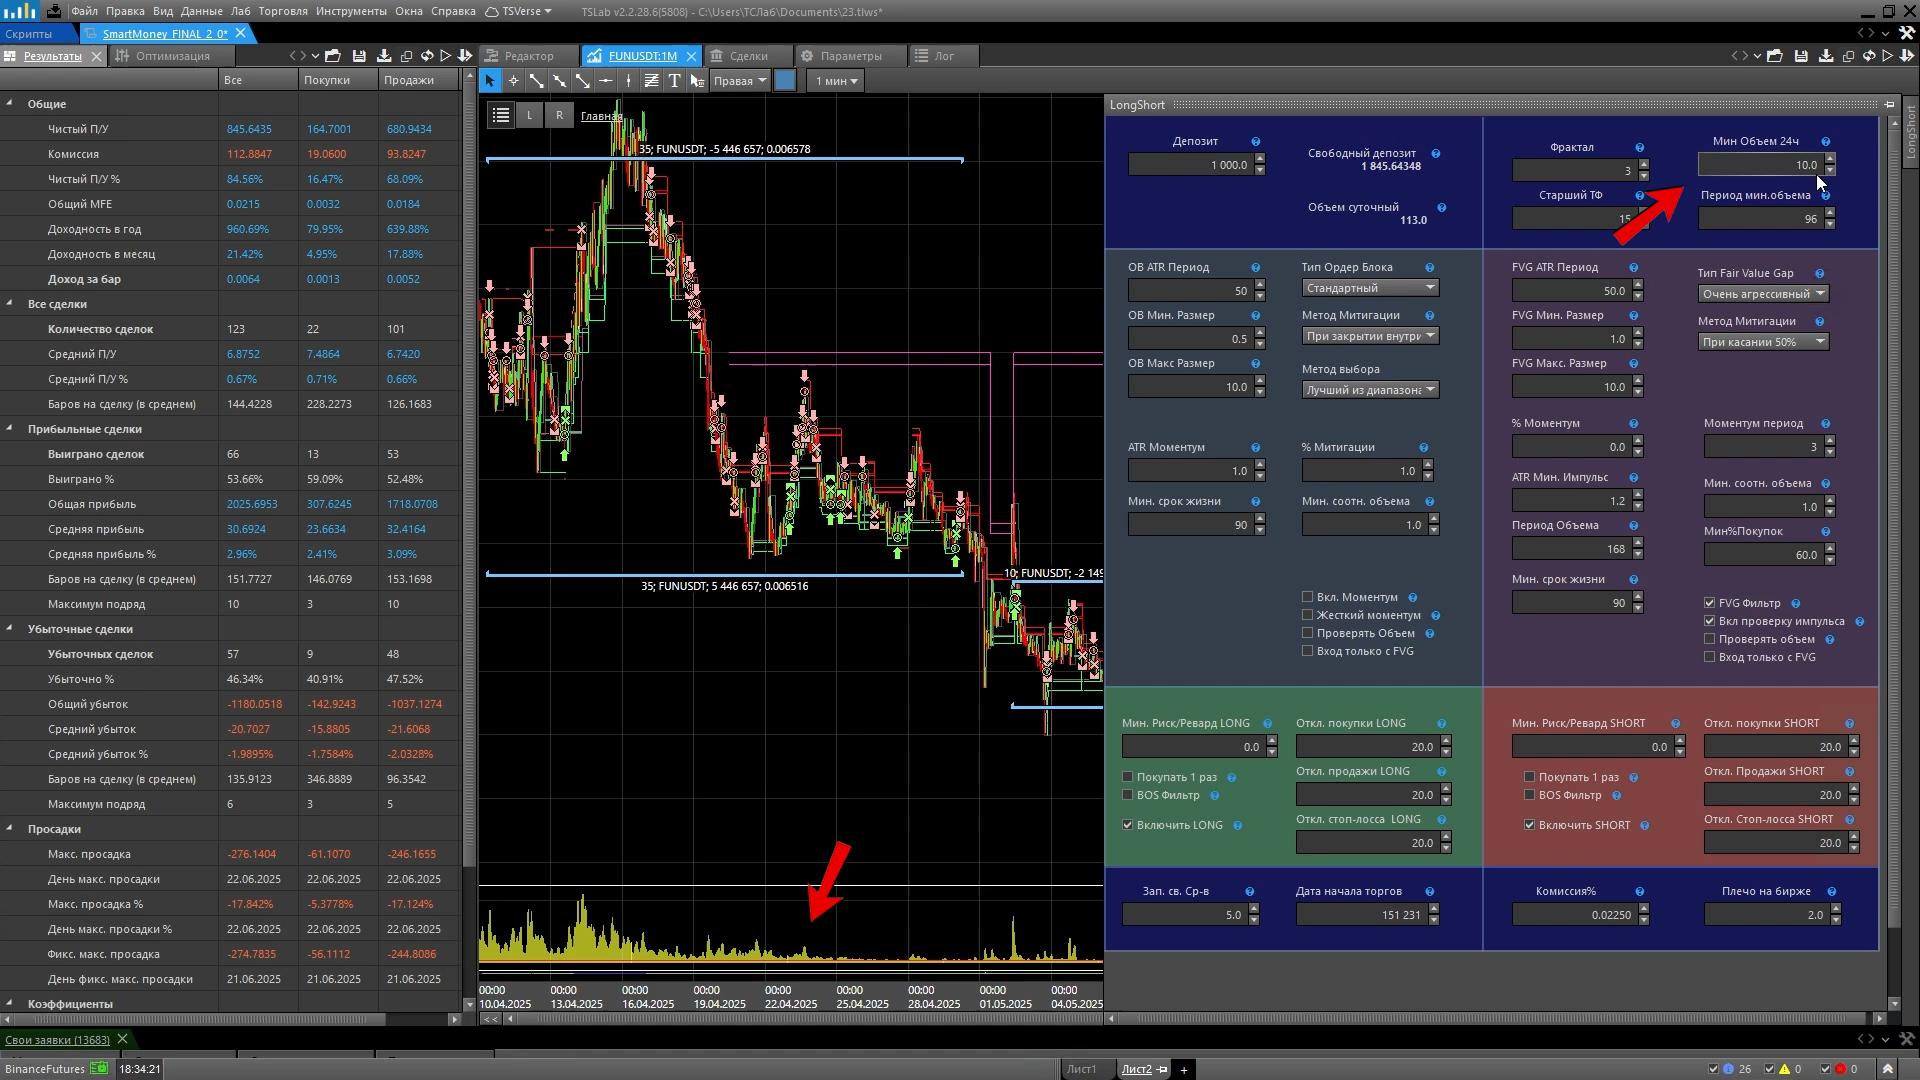 Файл Правка Вид Данные Лаб Торговля Инструменты Окна Справка TSVerse TSLab v2.2.28.6(5808) - C:\Users\ТСЛаб\Documents\23.tlws*
Скрипты SmartMoney_FINAL_2_0*
Результаты Оптимизация Редактор FUNUSDT:1M Сделки Параметры Лог
Все Покупки Продажи
Правая 1 мин
Общие
Чистый П/У 845.6435 164.7001 680.9434
Комиссия 112.8847 19.0600 93.8247
Чистый П/У % 84.56% 16.47% 68.09%
Общий MFE 0.0215 0.0032 0.0184
Доходность в год 960.69% 79.95% 639.88%
Доходность в месяц 21.42% 4.95% 17.88%
Доход за бар 0.0064 0.0013 0.0052
Все сделки
Количество сделок 123 22 101
Средний П/У 6.8752 7.4864 6.7420
Средний П/У % 0.67% 0.71% 0.66%
Баров на сделку (в среднем) 144.4228 228.2273 126.1683
Прибыльные сделки
Выиграно сделок 66 13 53
Выиграно % 53.66% 59.09% 52.48%
Общая прибыль 2025.6953 307.6245 1718.0708
Средняя прибыль 30.6924 23.6634 32.4164
Средняя прибыль % 2.96% 2.41% 3.09%
Баров на сделку (в среднем) 151.7727 146.0769 153.1698
Максимум подряд 10 3 10
Убыточные сделки
Убыточных сделок 57 9 48
Убыточно % 46.34% 40.91% 47.52%
Общий убыток -1180.0518 -142.9243 -1037.1274
Средний убыток -20.7027 -15.8805 -21.6068
Средний убыток % -1.9895% -1.7584% -2.0328%
Баров на сделку (в среднем) 135.9123 346.8889 96.3542
Максимум подряд 6 3 5
Просадки
Макс. просадка -276.1404 -61.1070 -246.1655
День макс. просадки 22.06.2025 22.06.2025 22.06.2025
Макс. просадка % -17.842% -5.3778% -17.124%
День макс. просадки % 22.06.2025 22.06.2025 22.06.2025
Фикс. макс. просадка -274.7835 -56.1112 -244.8086
День фикс. макс. просадки 21.06.2025 21.06.2025 21.06.2025
Коэффициенты
L R Главная
35; FUNUSDT; -5 446 657; 0.006578
35; FUNUSDT; 5 446 657; 0.006516
10; FUNUSDT; -2 149
00:00 00:00 00:00 00:00 00:00 00:00 00:00 00:00 00:00
10.04.2025 13.04.2025 16.04.2025 19.04.2025 22.04.2025 25.04.2025 28.04.2025 01.05.2025 04.05.2025
LongShort
LongShort
Депозит
1 000.0
Свободный депозит
1 845.64348
Объем суточный
113.0
Фрактал
3
Старший ТФ
15
Мин Объем 24ч
10.0
Период мин.объема
96
OB ATR Период
50
OB Мин. Размер
0.5
OB Макс Размер
10.0
ATR Моментум
1.0
Мин. срок жизни
90
Тип Ордер Блока
Стандартный
Метод Митигации
При закрытии внутри
Метод выбора
Лучший из диапазона
% Митигации
1.0
Мин. соотн. объема
1.0
Вкл. Моментум
Жесткий моментум
Проверять Объем
Вход только с FVG
FVG ATR Период
50.0
FVG Мин. Размер
1.0
FVG Макс. Размер
10.0
% Моментум
0.0
ATR Мин. Импульс
1.2
Период Объема
168
Мин. срок жизни
90
Тип Fair Value Gap
Очень агрессивный
Метод Митигации
При касании 50%
Моментум период
3
Мин. соотн. объема
1.0
Мин%Покупок
60.0
FVG Фильтр
Вкл проверку импульса
Проверять объем
Вход только с FVG
Мин. Риск/Ревард LONG
0.0
Покупать 1 раз
BOS Фильтр
Включить LONG
Откл. покупки LONG
20.0
Откл. продажи LONG
20.0
Откл. стоп-лосса LONG
20.0
Мин. Риск/Ревард SHORT
0.0
Покупать 1 раз
BOS Фильтр
Включить SHORT
Откл. покупки SHORT
20.0
Откл. Продажи SHORT
20.0
Откл. Стоп-лосса SHORT
20.0
Зап. св. Ср-в
5.0
Дата начала торгов
151 231
Комиссия%
0.02250
Плечо на бирже
2.0
Свои заявки (13683)
BinanceFutures 18:34:21 Лист1 Лист2 + 26 0 0